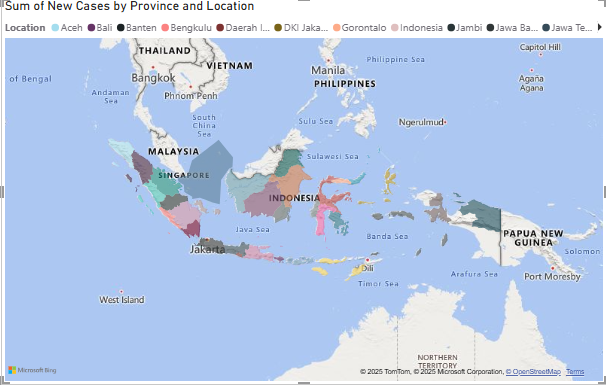 Sum of New Cases by Province and Location
Location Aceh Bali Banten Bengkulu Daerah I... DKI Jaka... Gorontalo Indonesia Jambi Jawa Ba... Jawa Te...
Capitol Hill
THAILAND
VIETNAM
Manila
Philippine Sea
of Bengal
Bangkok
Agana
Agana
PHILIPPINES
Andaman
Sea
Phnom Penh
South
China
Sea
Sulu Sea
Ngerulmud
MALAYSIA
Sulawesi Sea
SINGAPORE
INDONESIA
Java Sea
Banda Sea
PAPUA NEW
GUINEA
Jakarta
Solomon
Dili
Arafura Sea
Port Moresby
Timor Sea
West Island
NORTHERN
TERRITORY
Microsoft Bing
© 2025 TomTom, © 2025 Microsoft Corporation, © OpenStreetMap Terms